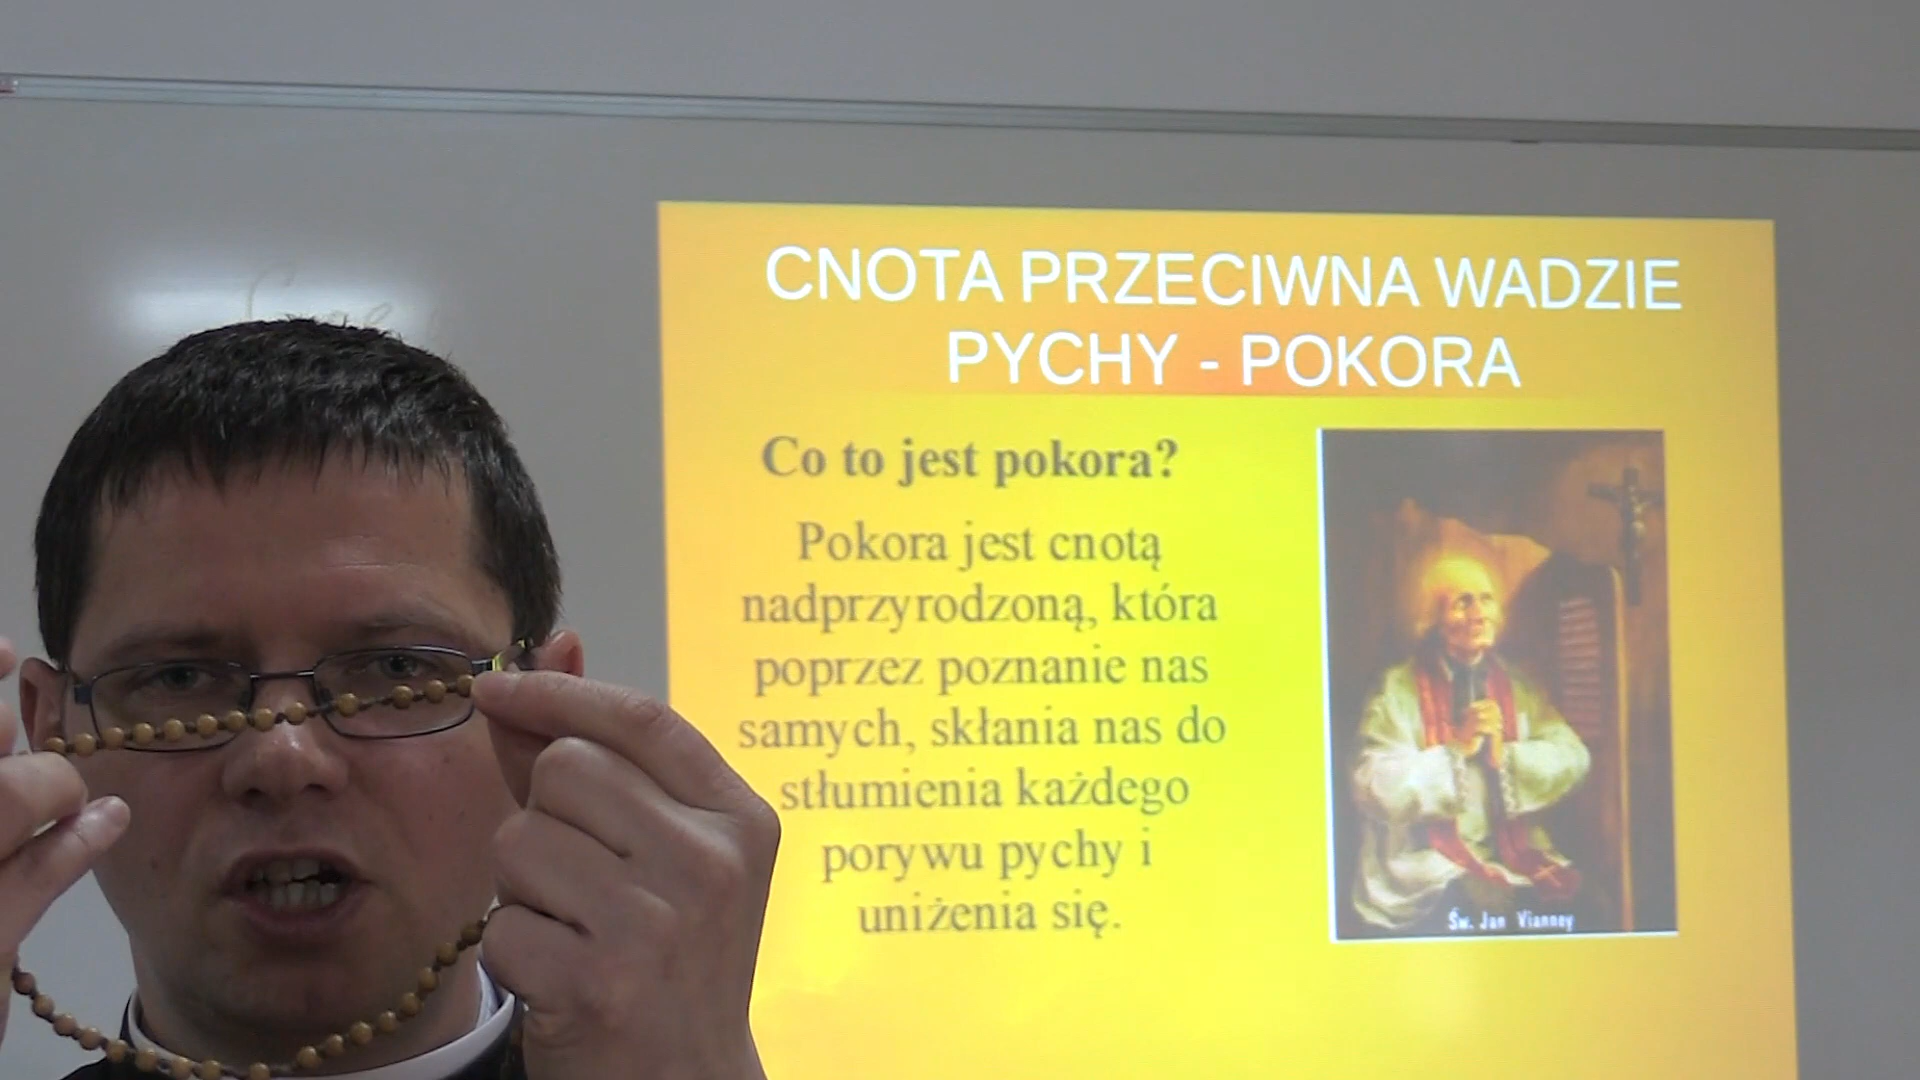 CNOTA PRZECIWNA WADZIE
PYCHY - POKORA
Co to jest pokora?
Pokora jest cnotą
nadprzyrodzoną, która
poprzez poznanie nas
samych, skłania nas do
stłumienia każdego
porywu pychy i
uniżenia się.
Św. Jan Vianney